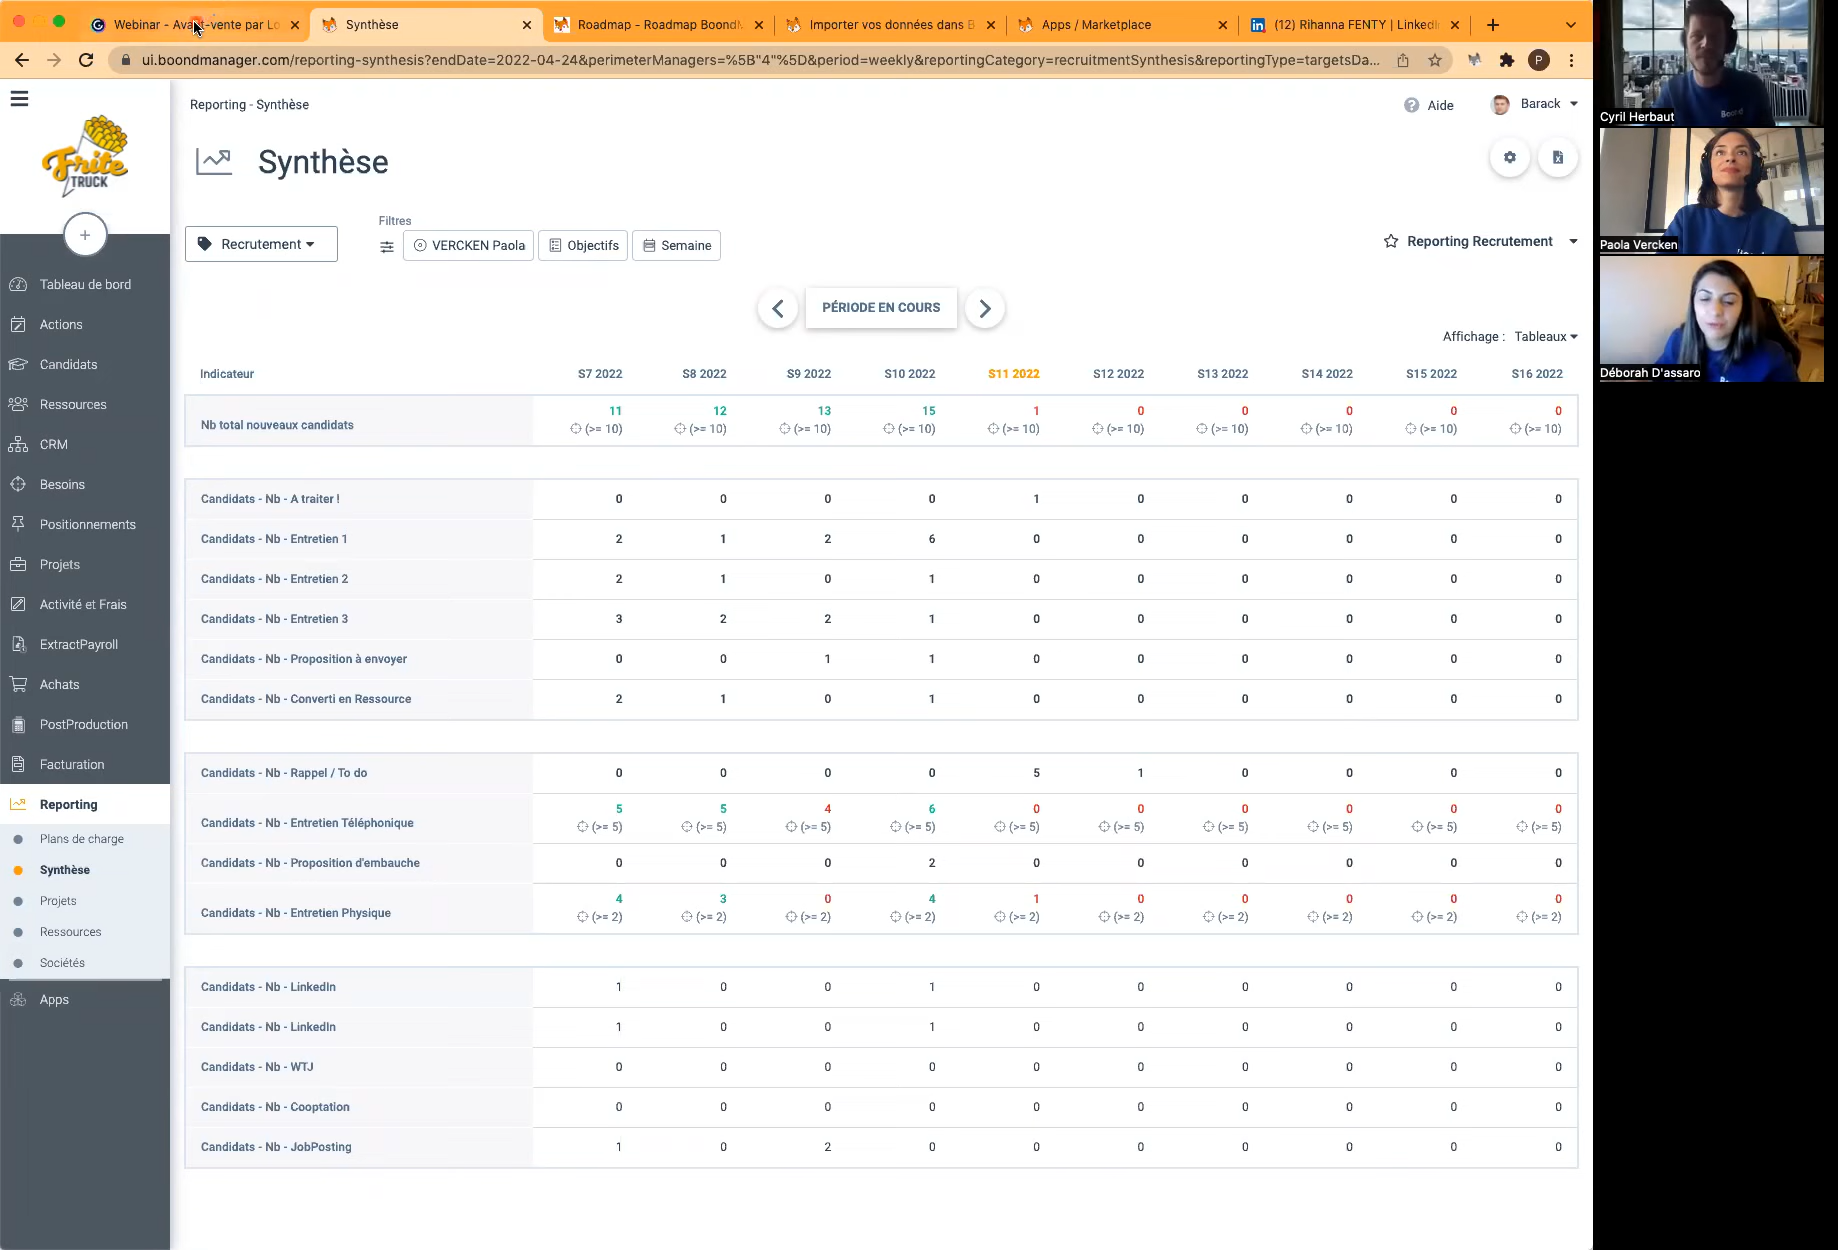 Webinar - Avant-vente par Lo
Synthèse
Roadmap - Roadmap BoondM
Importer vos données dans B
Apps / Marketplace
(12) Rihanna FENTY | LinkedIn
ui.boondmanager.com/reporting-synthesis?endDate=2022-04-24&perimeterManagers=%5B"4"%5D&period=weekly&reportingCategory=recruitmentSynthesis&reportingType=targetsDa...
P
Cyril Herbaut
Paola Vercken
Déborah D'assaro
Frite
TRUCK
Tableau de bord
Actions
Candidats
Ressources
CRM
Besoins
Positionnements
Projets
Activité et Frais
ExtractPayroll
Achats
PostProduction
Facturation
Reporting
Plans de charge
Synthèse
Projets
Ressources
Sociétés
Apps
Reporting - Synthèse
Aide
Barack
Synthèse
Recrutement
Filtres
VERCKEN Paola
Objectifs
Semaine
Reporting Recrutement
PÉRIODE EN COURS
Affichage : Tableaux
Indicateur S7 2022 S8 2022 S9 2022 S10 2022 S11 2022 S12 2022 S13 2022 S14 2022 S15 2022 S16 2022
Nb total nouveaux candidats
11 12 13 15 1 0 0 0 0 0
(>= 10) (>= 10) (>= 10) (>= 10) (>= 10) (>= 10) (>= 10) (>= 10) (>= 10) (>= 10)
Candidats - Nb - A traiter ! 0 0 0 0 1 0 0 0 0 0
Candidats - Nb - Entretien 1 2 1 2 6 0 0 0 0 0 0
Candidats - Nb - Entretien 2 2 1 0 1 0 0 0 0 0 0
Candidats - Nb - Entretien 3 3 2 2 1 0 0 0 0 0 0
Candidats - Nb - Proposition à envoyer 0 0 1 1 0 0 0 0 0 0
Candidats - Nb - Converti en Ressource 2 1 0 1 0 0 0 0 0 0
Candidats - Nb - Rappel / To do 0 0 0 0 5 1 0 0 0 0
Candidats - Nb - Entretien Téléphonique
5 5 4 6 0 0 0 0 0 0
(>= 5) (>= 5) (>= 5) (>= 5) (>= 5) (>= 5) (>= 5) (>= 5) (>= 5) (>= 5)
Candidats - Nb - Proposition d'embauche 0 0 0 2 0 0 0 0 0 0
Candidats - Nb - Entretien Physique
4 3 0 4 1 0 0 0 0 0
(>= 2) (>= 2) (>= 2) (>= 2) (>= 2) (>= 2) (>= 2) (>= 2) (>= 2) (>= 2)
Candidats - Nb - LinkedIn 1 0 0 1 0 0 0 0 0 0
Candidats - Nb - LinkedIn 1 0 0 1 0 0 0 0 0 0
Candidats - Nb - WTJ 0 0 0 0 0 0 0 0 0 0
Candidats - Nb - Cooptation 0 0 0 0 0 0 0 0 0 0
Candidats - Nb - JobPosting 1 0 2 0 0 0 0 0 0 0